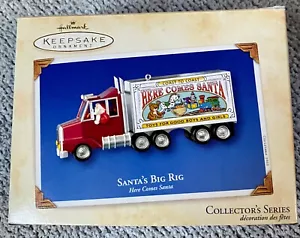 Hallmark
KEEPSAKE
ORNAMENT
COAST TO COAST
HERE COMES SANTA
TOYS FOR GOOD BOYS AND GIRLS
SANTA'S BIG RIG
Here Comes Santa
COLLECTOR'S SERIES
décoration des fêtes